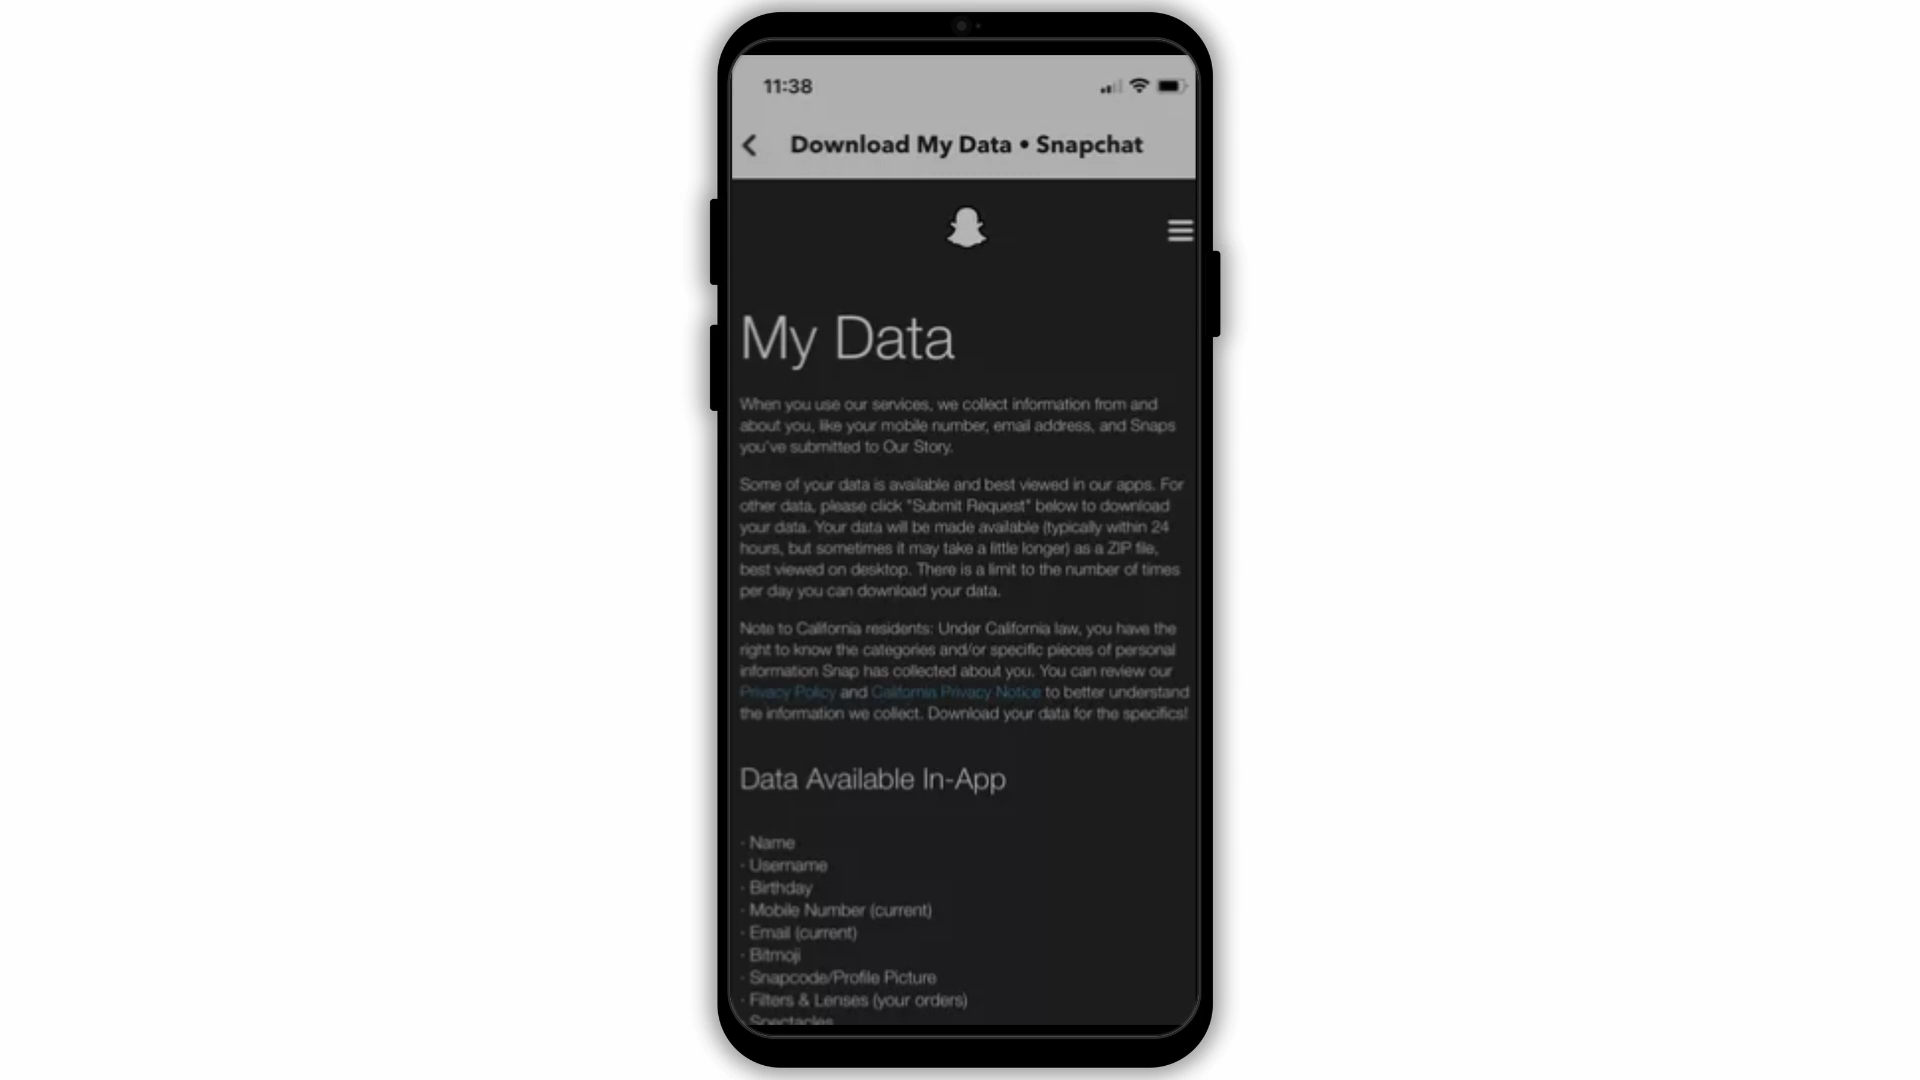 11:38
Download My Data • Snapchat
My Data
When you use our services, we collect information from and
about you, like your mobile number, email address, and Snaps
you've submitted to Our Story.
Some of your data is available and best viewed in our apps. For
other data, please click "Submit Request" below to download
your data. Your data will be made available (typically within 24
hours, but sometimes it may take a little longer) as a ZIP file,
best viewed on desktop. There is a limit to the number of times
per day you can download your data.
Note to California residents: Under California law, you have the
right to know the categories and/or specific pieces of personal
information Snap has collected about you. You can review our
Privacy Policy and California Privacy Notice to better understand
the information we collect. Download your data for the specifics!
Data Available In-App
· Name
· Username
· Birthday
· Mobile Number (current)
· Email (current)
· Bitmoji
· Snapcode/Profile Picture
· Filters & Lenses (your orders)
Spectacles